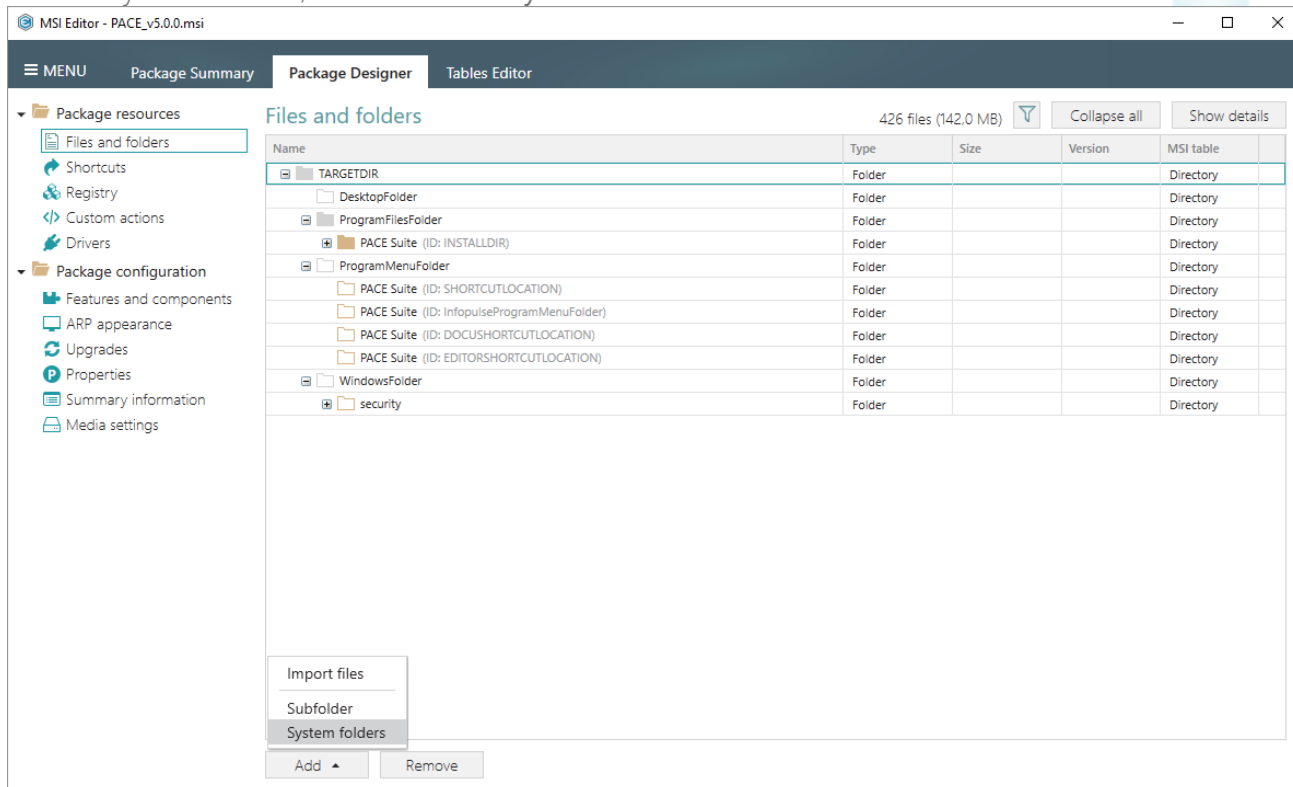 MSI Editor - PACE_v5.0.0.msi
MENU Package Summary Package Designer Tables Editor
Package resources
Files and folders
Shortcuts
Registry
Custom actions
Drivers
Package configuration
Features and components
ARP appearance
Upgrades
Properties
Summary information
Media settings
Files and folders 426 files (142,0 MB) Collapse all Show details
Name Type Size Version MSI table
TARGETDIR Folder Directory
DesktopFolder Folder Directory
ProgramFilesFolder Folder Directory
PACE Suite (ID: INSTALLDIR) Folder Directory
ProgramMenuFolder Folder Directory
PACE Suite (ID: SHORTCUTLOCATION) Folder Directory
PACE Suite (ID: InfopulseProgramMenuFolder) Folder Directory
PACE Suite (ID: DOCUSHORTCUTLOCATION) Folder Directory
PACE Suite (ID: EDITORSHORTCUTLOCATION) Folder Directory
WindowsFolder Folder Directory
security Folder Directory
Import files
Subfolder
System folders
Add Remove